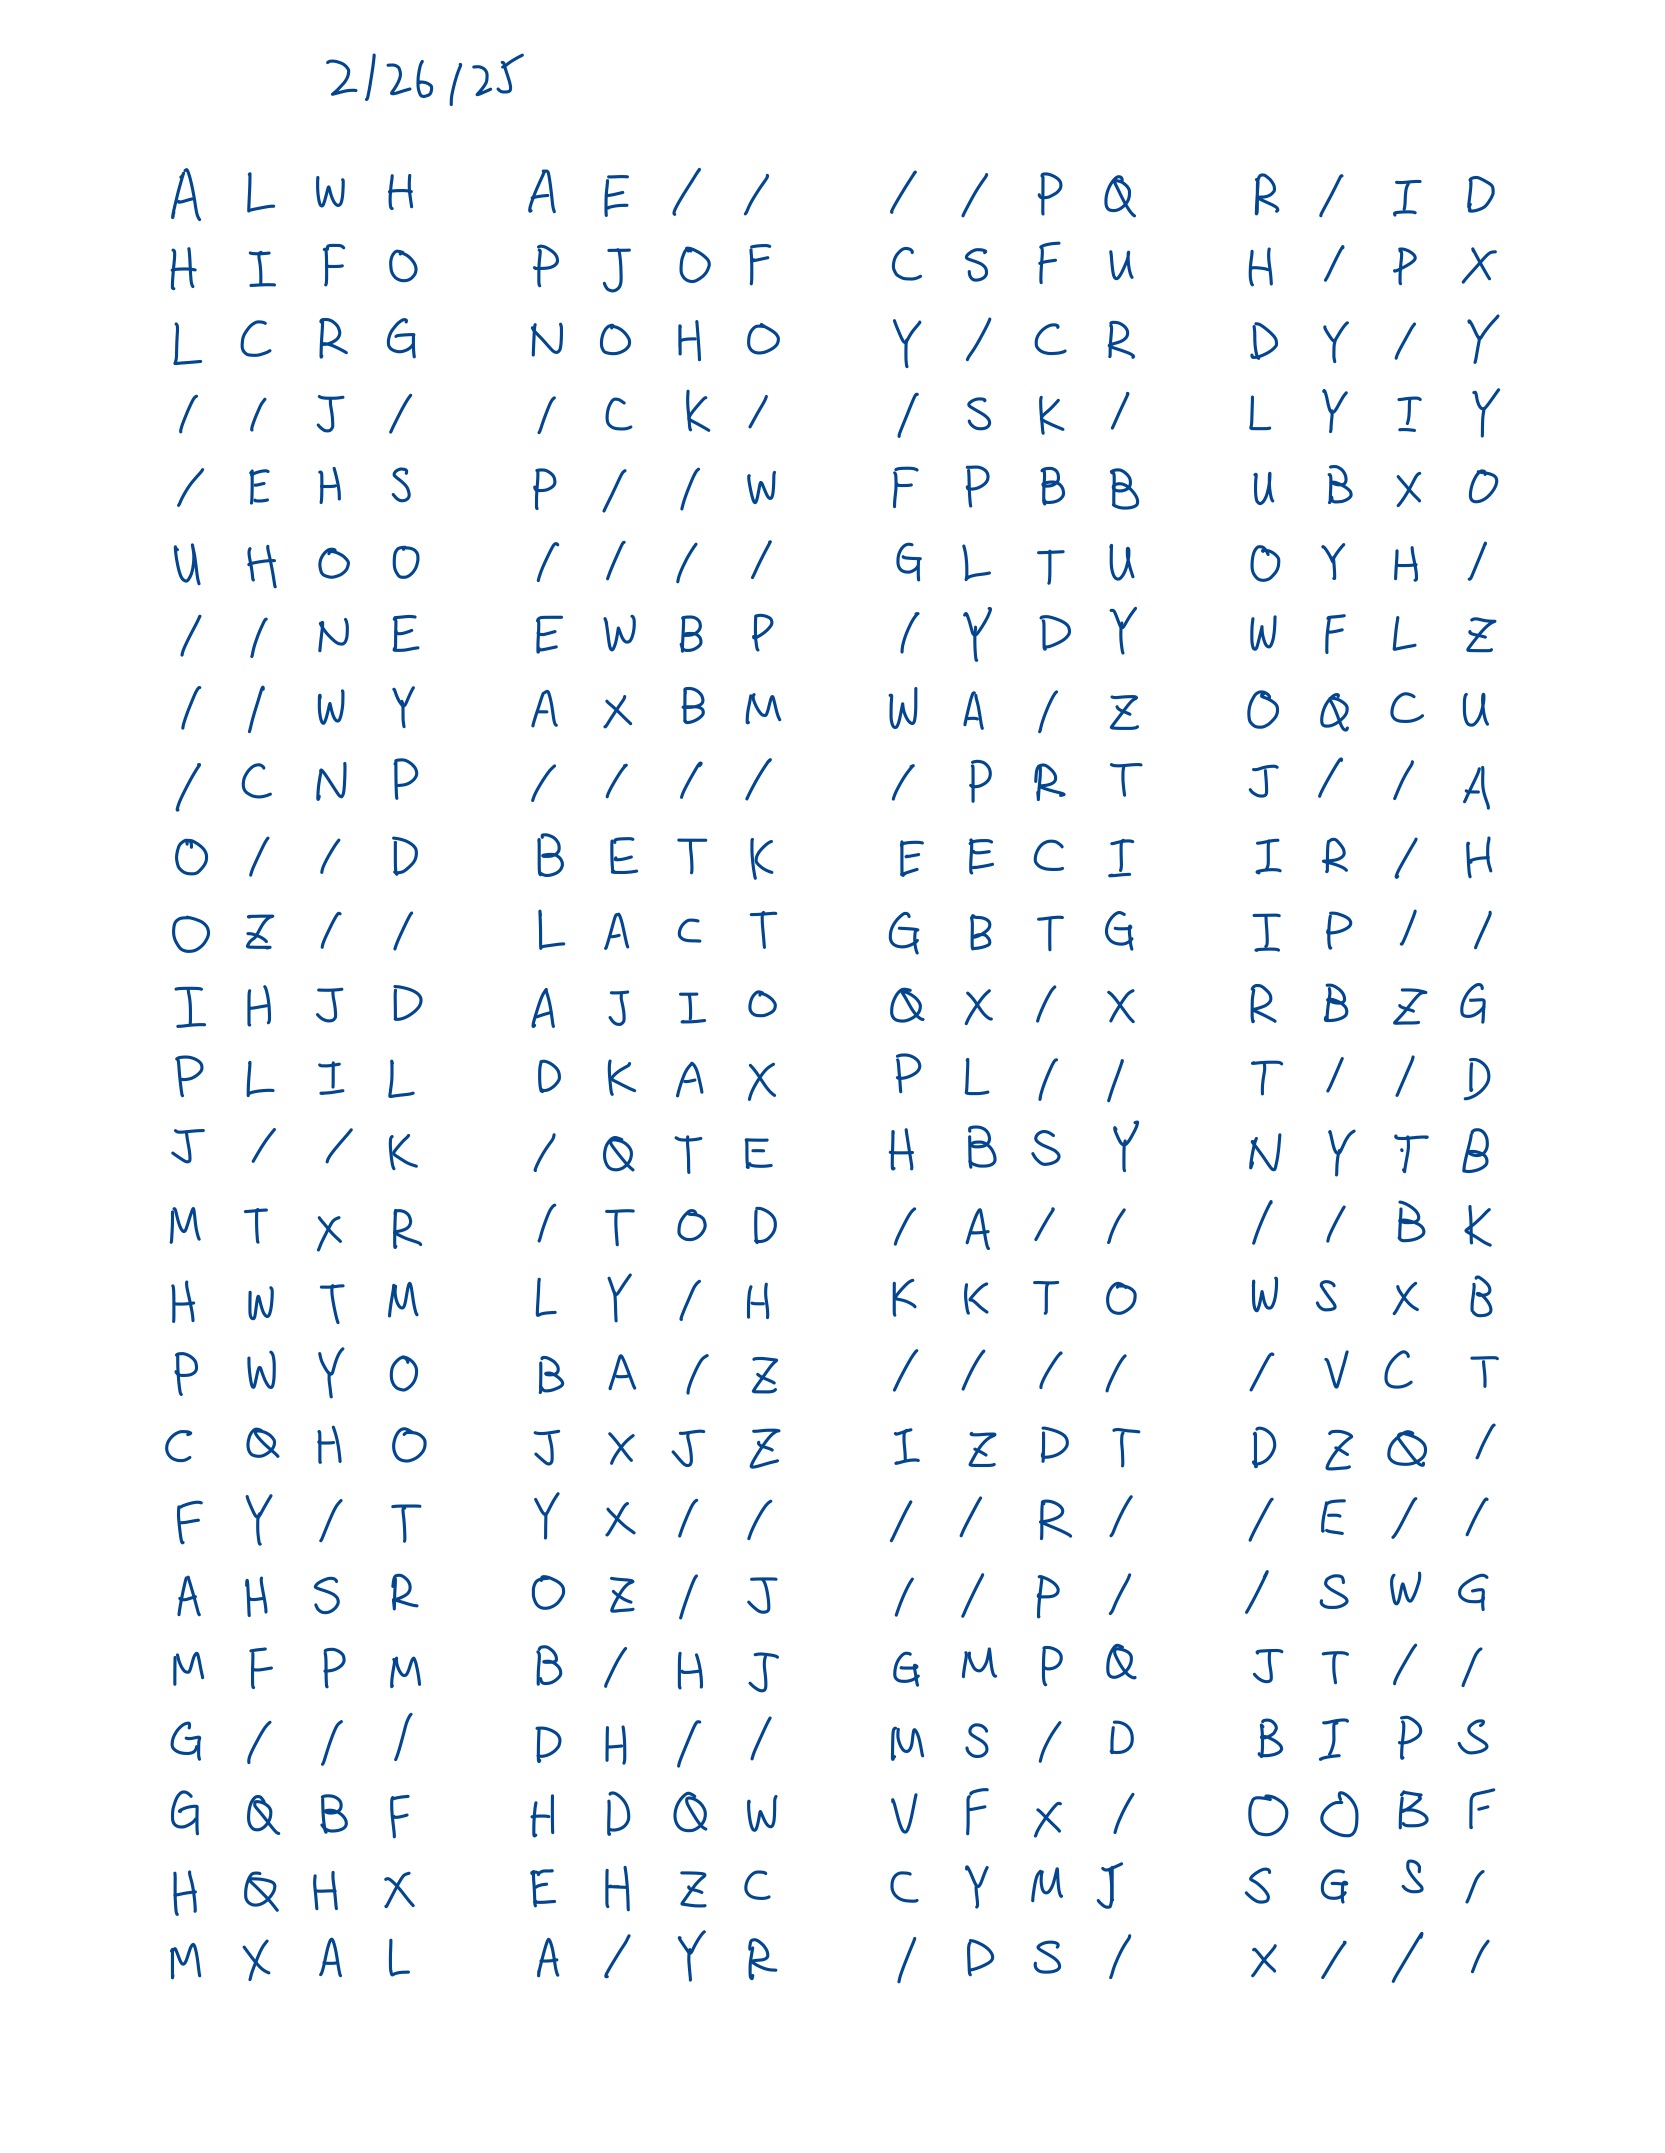 2/26/25
A L W H A E / / / / P Q R / I D
H I F O P J O F C S F U H / P X
L C R G N O H O Y / C R D Y / Y
/ / J / / C K / / S K / L Y I Y
/ E H S P / / W F P B B U B X O
U H O O / / / / G L T U O Y H /
/ / N E E W B P / Y D Y W F L Z
/ / W Y A X B M W A / Z O Q C U
/ C N P / / / / / P R T J / / A
O / / D B E T K E E C I I R / H
O Z / / L A C T G B T G I P / /
I H J D A J I O Q X / X R B Z G
P L I L D K A X P L / / T / / D
J / / K / Q T E H B S Y N Y T B
M T X R / T O D / A / / / / B K
H W T M L Y / H K K T O W S X B
P W Y O B A / Z / / / / / V C T
C Q H O J X J Z I Z D T D Z Q /
F Y / T Y X / / / / R / / E / /
A H S R O Z / J / / P / / S W G
M F P M B / H J G M P Q J T / /
G / / / D H / / M S / D B I P S
G Q B F H D Q W V F X / O O B F
H Q H X E H Z C C Y M J S G S /
M X A L A / Y R / D S / X / / /